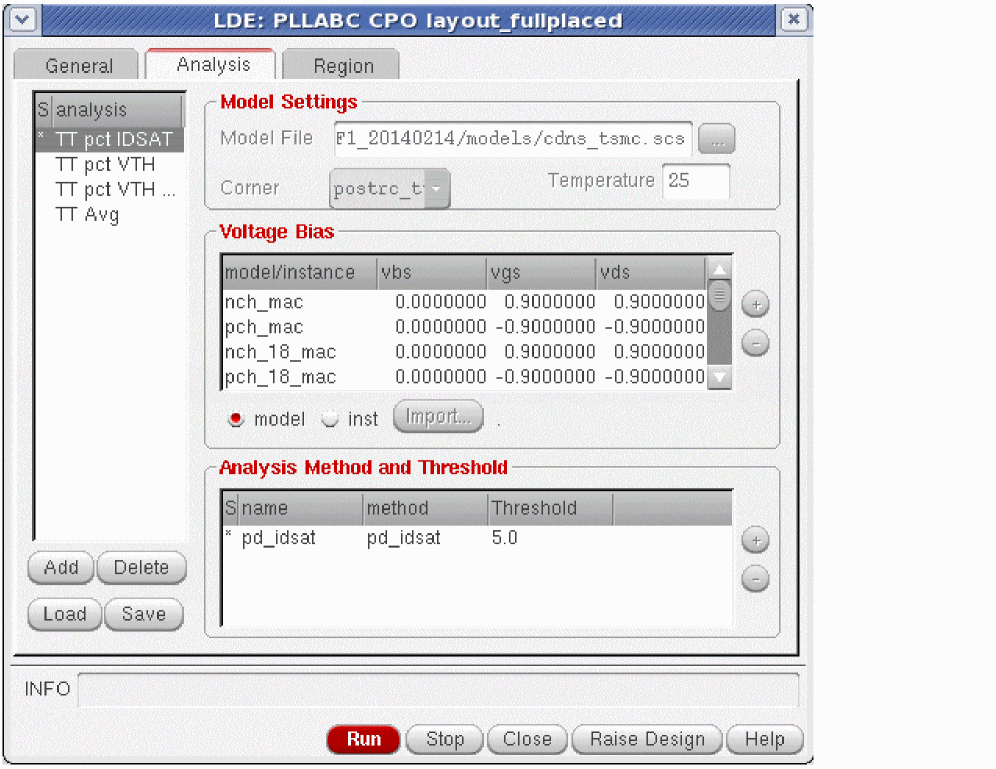 LDE: PLLABC CPO layout_fullplaced
General Analysis Region
S analysis
* TT pct IDSAT
TT pct VTH
TT pct VTH ...
TT Avg
Add Delete
Load Save
Model Settings
Model File F1_20140214/models/cdns_tsmc.scs ...
Corner postrc_t Temperature 25
Voltage Bias
model/instance vbs vgs vds
nch_mac 0.0000000 0.9000000 0.9000000
pch_mac 0.0000000 -0.9000000 -0.9000000
nch_18_mac 0.0000000 0.9000000 0.9000000
pch_18_mac 0.0000000 -0.9000000 -0.9000000
+
-
model inst Import... .
Analysis Method and Threshold
S name method Threshold
* pd_idsat pd_idsat 5.0
+
-
INFO
Run Stop Close Raise Design Help